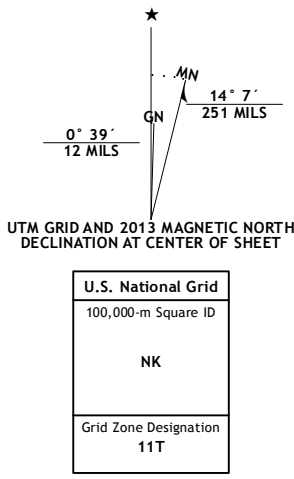 ★
MN
GN
14° 7´
251 MILS
0° 39´
12 MILS
UTM GRID AND 2013 MAGNETIC NORTH
DECLINATION AT CENTER OF SHEET
U.S. National Grid
100,000-m Square ID
NK
Grid Zone Designation
11T